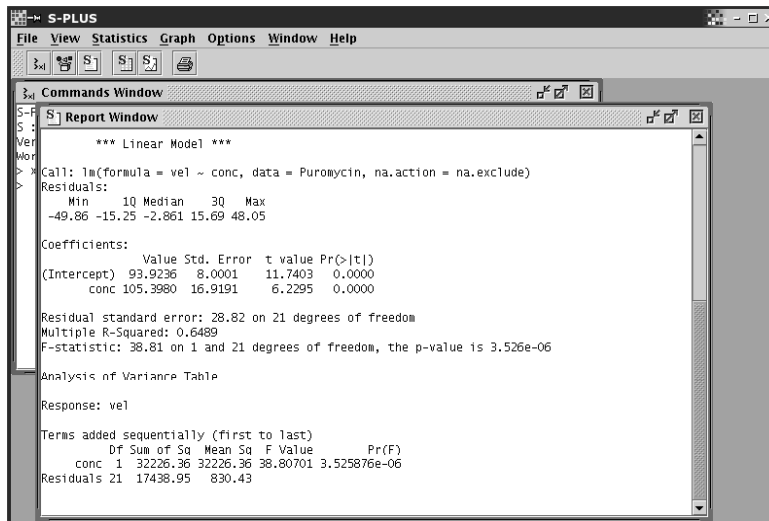 S-PLUS
File View Statistics Graph Options Window Help
Commands Window
S :
Ver
Wor
>
>
Report Window
*** Linear Model ***
Call: lm(formula = vel ~ conc, data = Puromycin, na.action = na.exclude)
Residuals:
Min 1Q Median 3Q Max
-49.86 -15.25 -2.861 15.69 48.05
Coefficients:
Value Std. Error t value Pr(>|t|)
(Intercept) 93.9236 8.0001 11.7403 0.0000
conc 105.3980 16.9191 6.2295 0.0000
Residual standard error: 28.82 on 21 degrees of freedom
Multiple R-Squared: 0.6489
F-statistic: 38.81 on 1 and 21 degrees of freedom, the p-value is 3.526e-06
Analysis of Variance Table
Response: vel
Terms added sequentially (first to last)
Df Sum of Sq Mean Sq F Value Pr(F)
conc 1 32226.36 32226.36 38.80701 3.525876e-06
Residuals 21 17438.95 830.43